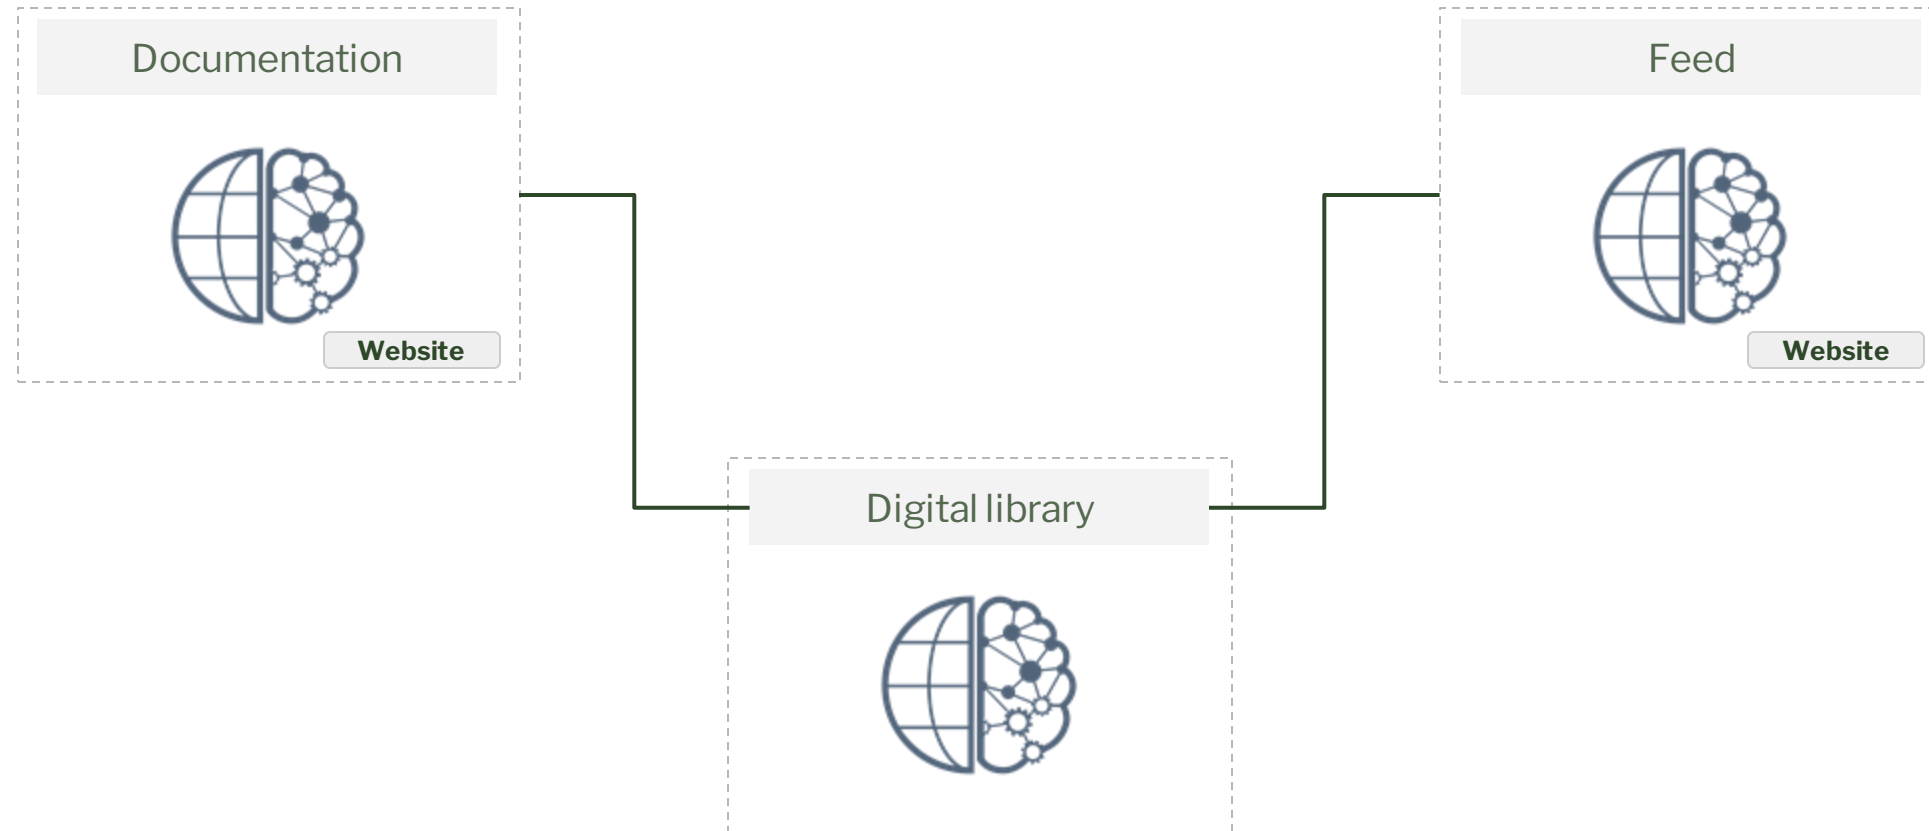 Documentation
Feed
Website
Website
Digital library